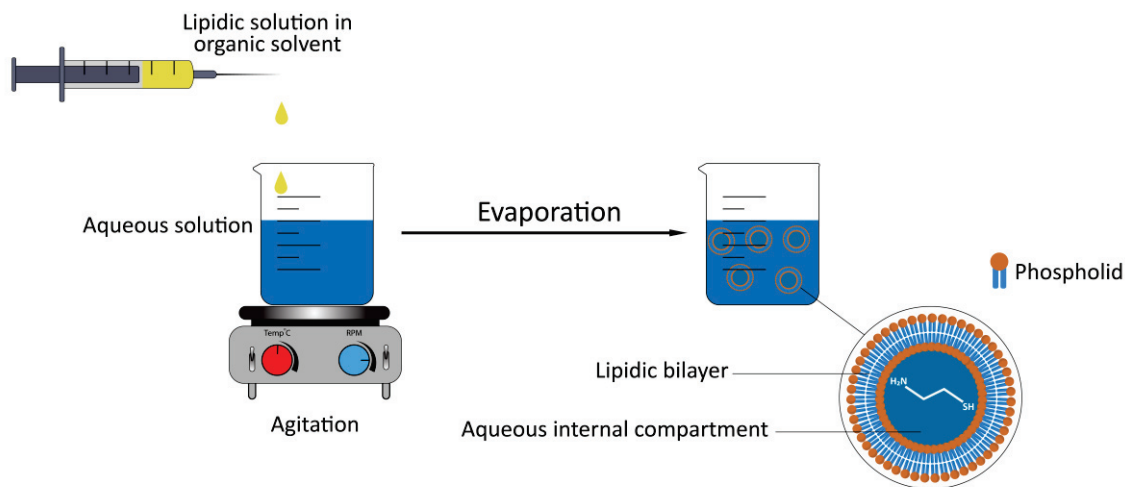 Lipidic solution in
organic solvent
Aqueous solution
Evaporation
Temp°C
RPM
Agitation
Phospholid
Lipidic bilayer
H₂N
SH
Aqueous internal compartment